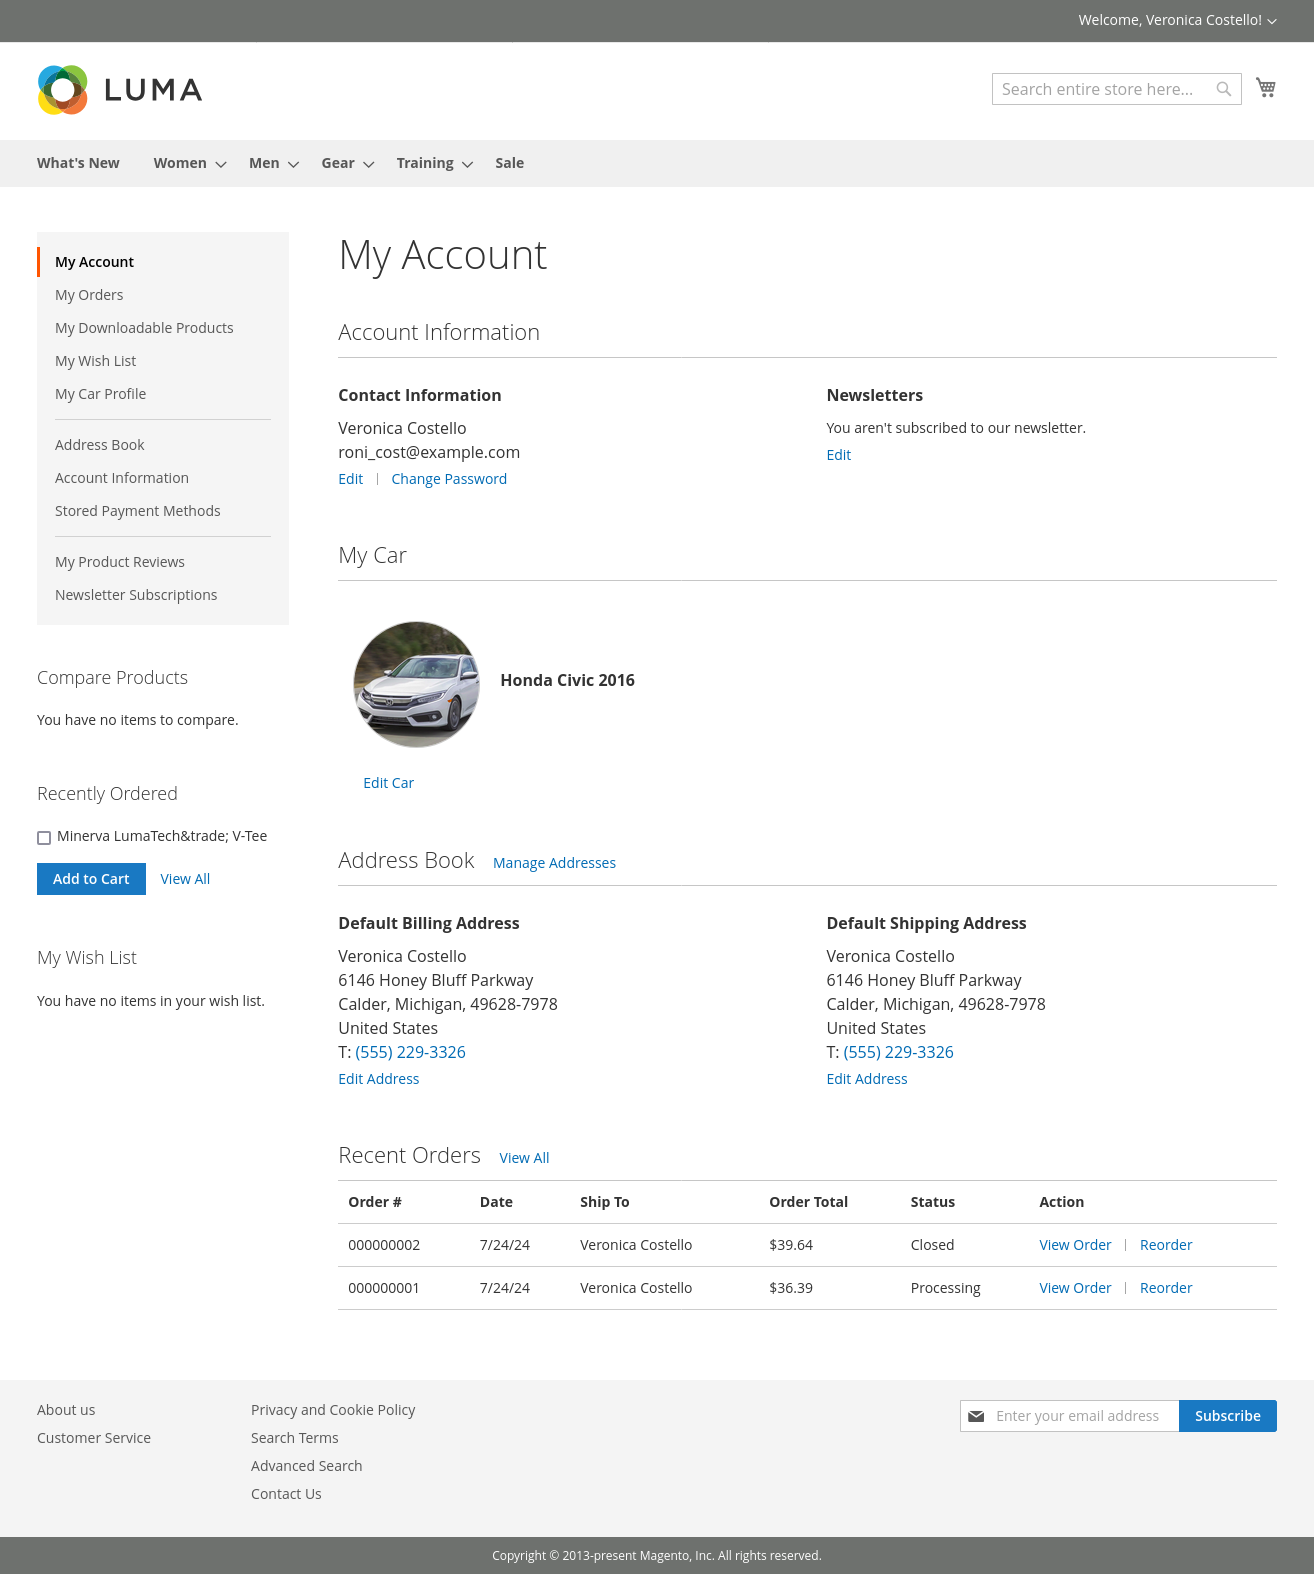 Welcome, Veronica Costello!
LUMA
Search entire store here...
What's New Women Men Gear Training Sale
My Account
My Orders
My Downloadable Products
My Wish List
My Car Profile
Address Book
Account Information
Stored Payment Methods
My Product Reviews
Newsletter Subscriptions
Compare Products
You have no items to compare.
Recently Ordered
Minerva LumaTech&trade; V-Tee
Add to Cart View All
My Wish List
You have no items in your wish list.
My Account
Account Information
Contact Information
Veronica Costello
roni_cost@example.com
Edit | Change Password
Newsletters
You aren't subscribed to our newsletter.
Edit
My Car
Honda Civic 2016
Edit Car
Address Book Manage Addresses
Default Billing Address
Veronica Costello
6146 Honey Bluff Parkway
Calder, Michigan, 49628-7978
United States
T: (555) 229-3326
Edit Address
Default Shipping Address
Veronica Costello
6146 Honey Bluff Parkway
Calder, Michigan, 49628-7978
United States
T: (555) 229-3326
Edit Address
Recent Orders View All
Order # Date Ship To Order Total Status Action
000000002 7/24/24 Veronica Costello $39.64 Closed View Order | Reorder
000000001 7/24/24 Veronica Costello $36.39 Processing View Order | Reorder
About us
Customer Service
Privacy and Cookie Policy
Search Terms
Advanced Search
Contact Us
Enter your email address Subscribe
Copyright © 2013-present Magento, Inc. All rights reserved.